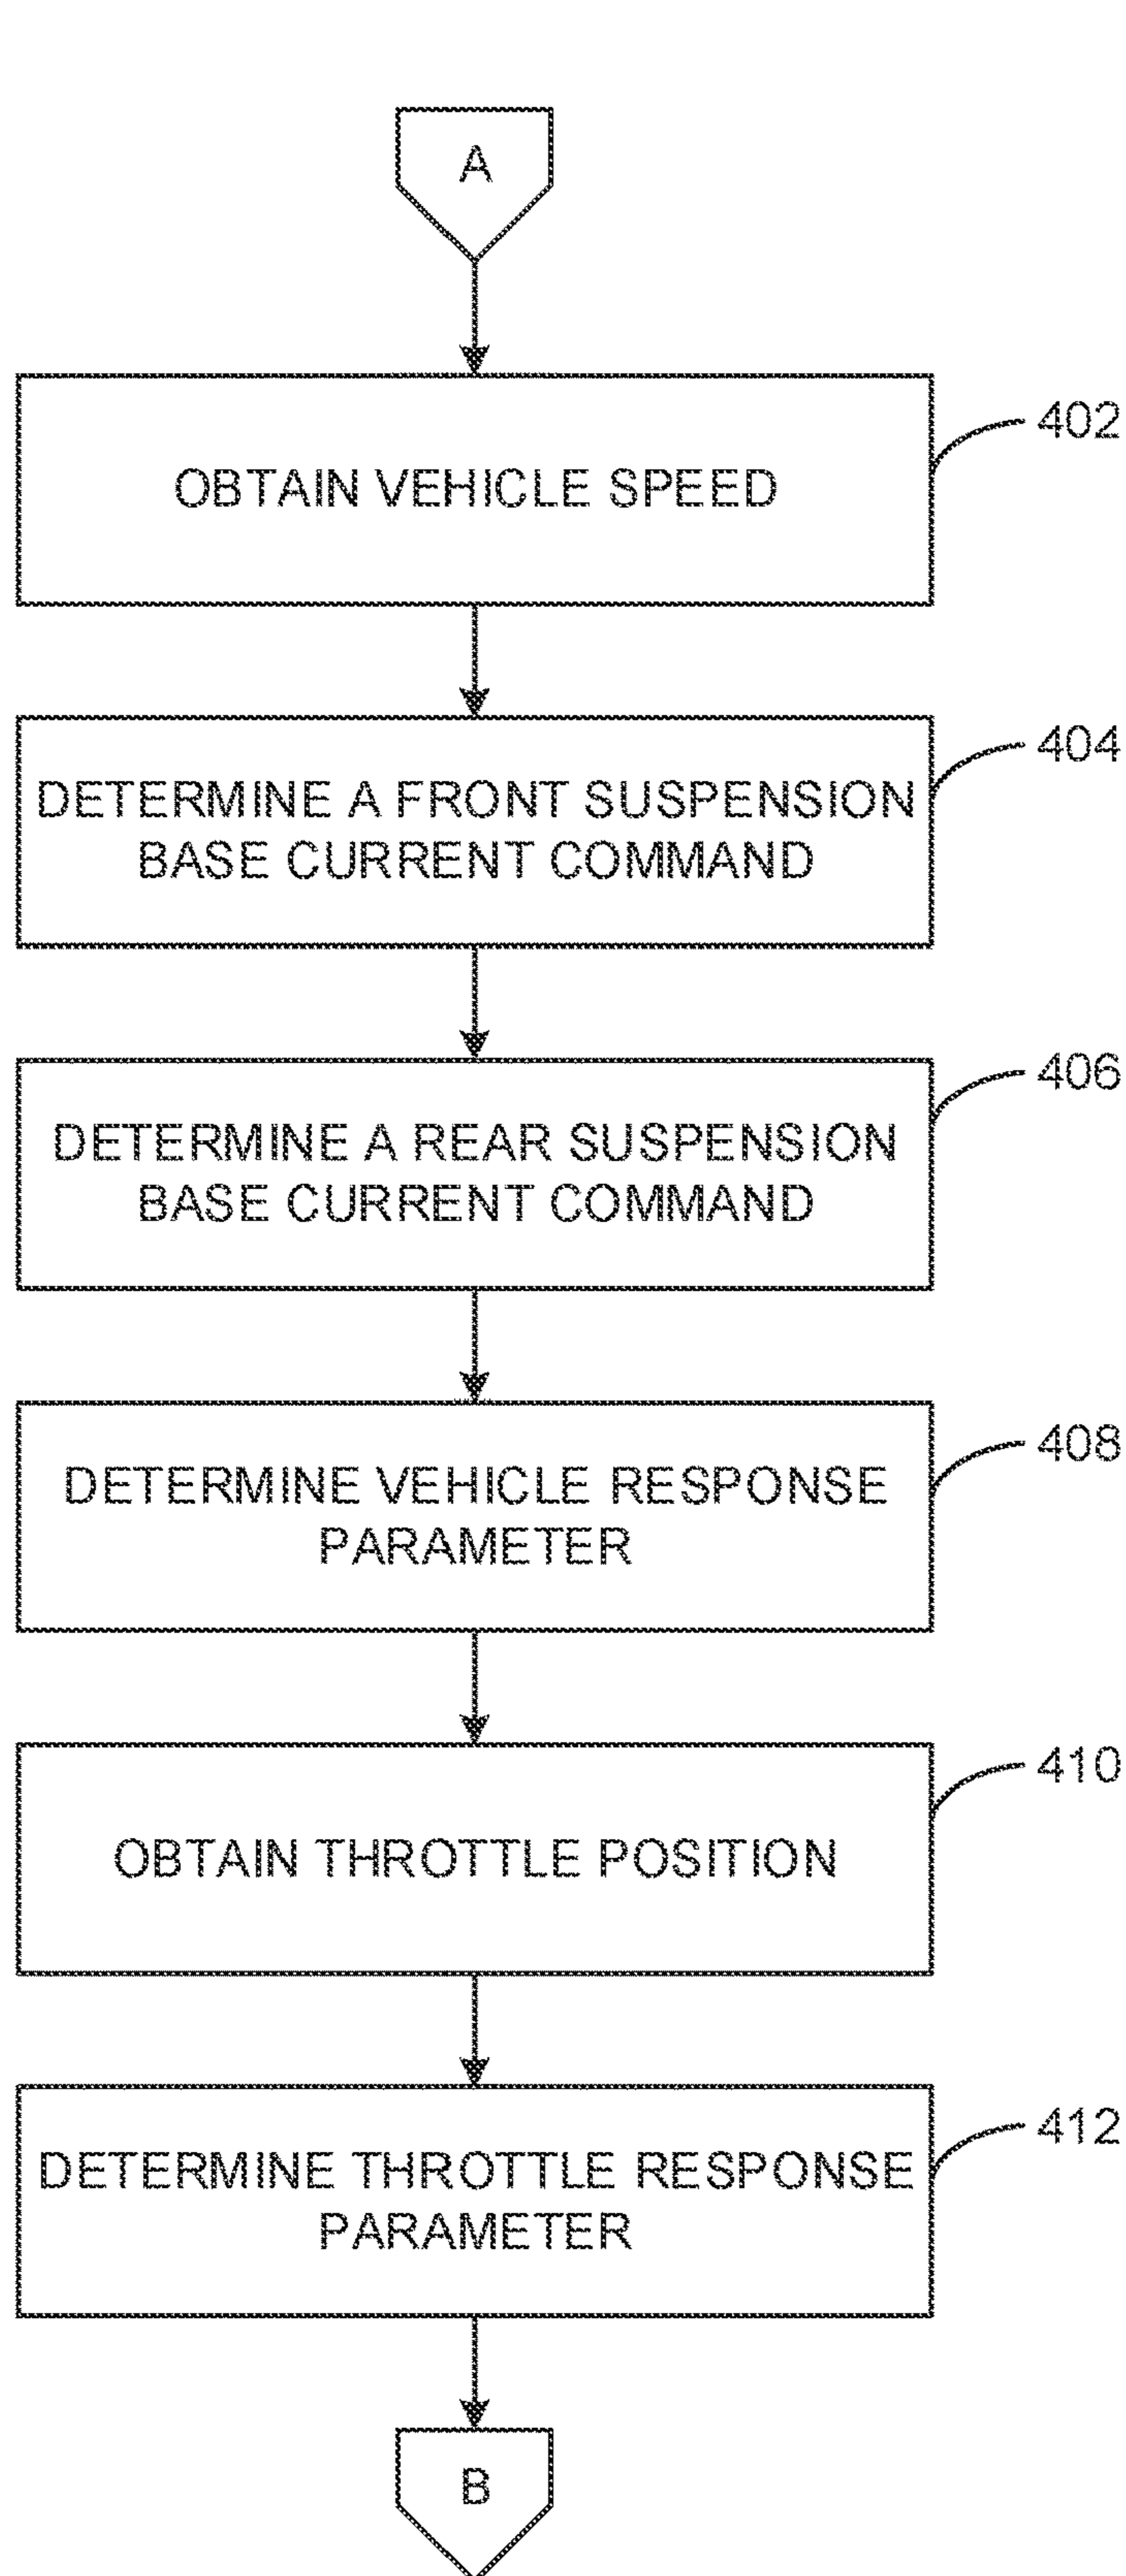 A
OBTAIN VEHICLE SPEED
402
DETERMINE A FRONT SUSPENSION
BASE CURRENT COMMAND
404
DETERMINE A REAR SUSPENSION
BASE CURRENT COMMAND
406
DETERMINE VEHICLE RESPONSE
PARAMETER
408
OBTAIN THROTTLE POSITION
410
DETERMINE THROTTLE RESPONSE
PARAMETER
412
B